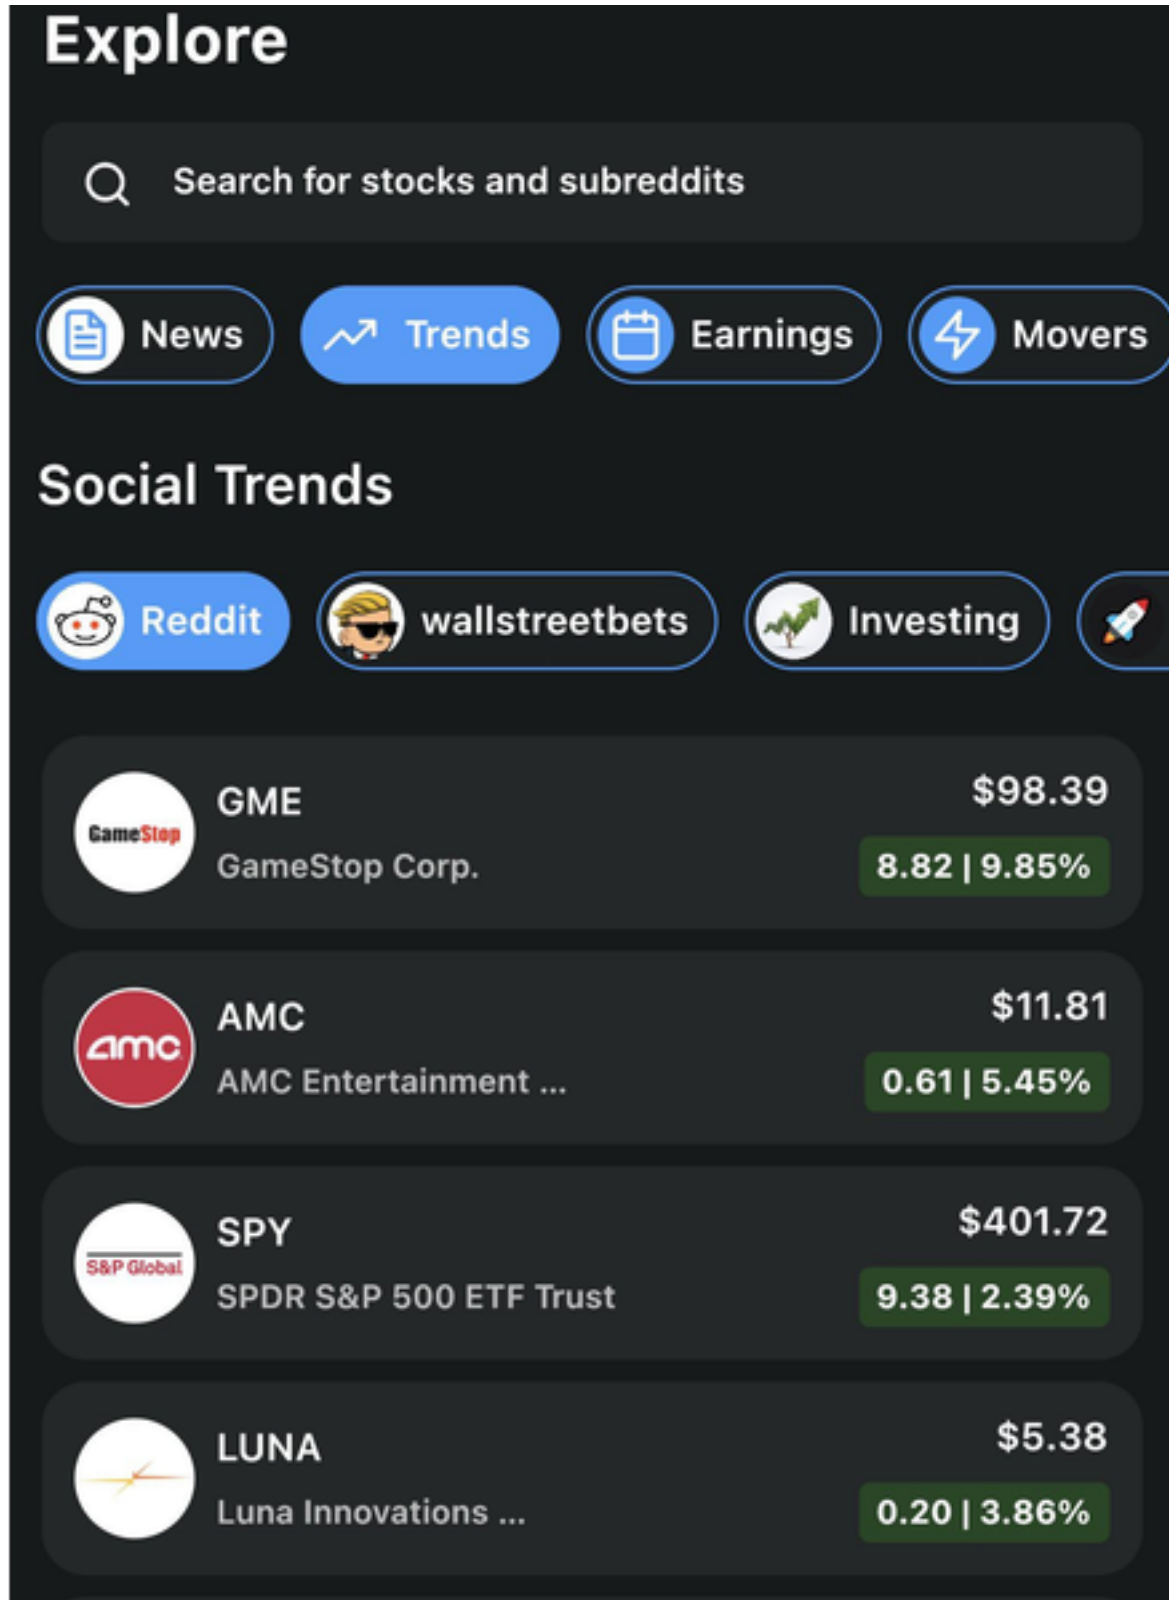 Explore
Search for stocks and subreddits
News Trends Earnings Movers
Social Trends
Reddit wallstreetbets Investing
GameStop
GME
$98.39
GameStop Corp.
8.82 | 9.85%
amc
AMC
$11.81
AMC Entertainment ...
0.61 | 5.45%
S&P Global
SPY
$401.72
SPDR S&P 500 ETF Trust
9.38 | 2.39%
LUNA
$5.38
Luna Innovations ...
0.20 | 3.86%